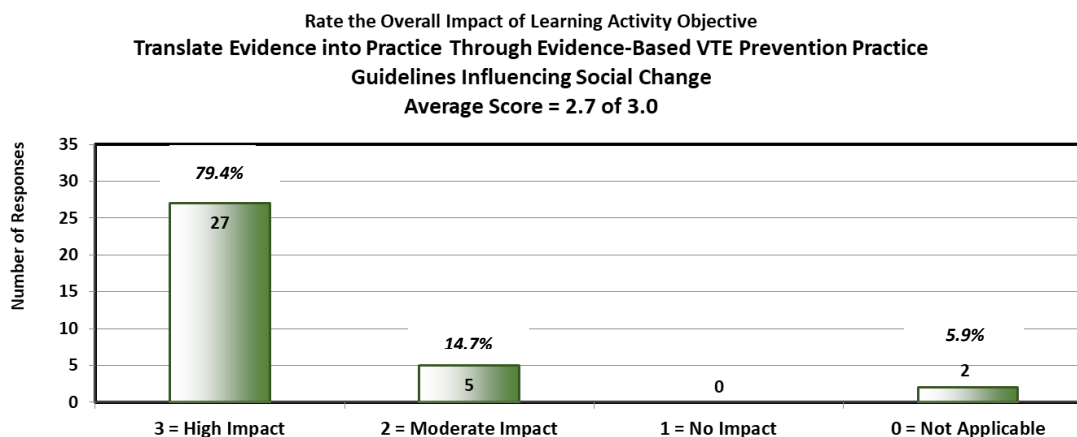 Rate the Overall Impact of Learning Activity Objective
Translate Evidence into Practice Through Evidence-Based VTE Prevention Practice
Guidelines Influencing Social Change
Average Score = 2.7 of 3.0
Number of Responses
35
30
25
20
15
10
5
0
79.4%
27
14.7%
5
0
5.9%
2
3 = High Impact
2 = Moderate Impact
1 = No Impact
0 = Not Applicable